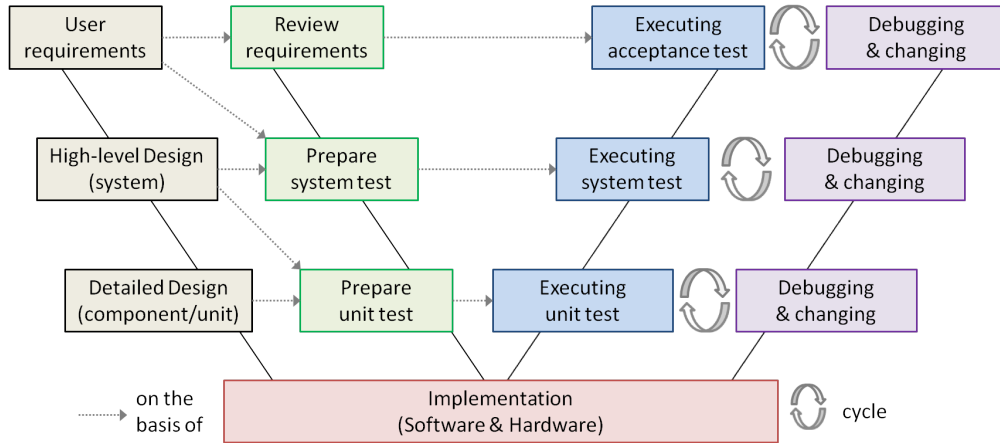 User
requirements
Review
requirements
Executing
acceptance test
Debugging
& changing
High-level Design
(system)
Prepare
system test
Executing
system test
Debugging
& changing
Detailed Design
(component/unit)
Prepare
unit test
Executing
unit test
Debugging
& changing
on the
basis of
Implementation
(Software & Hardware)
cycle